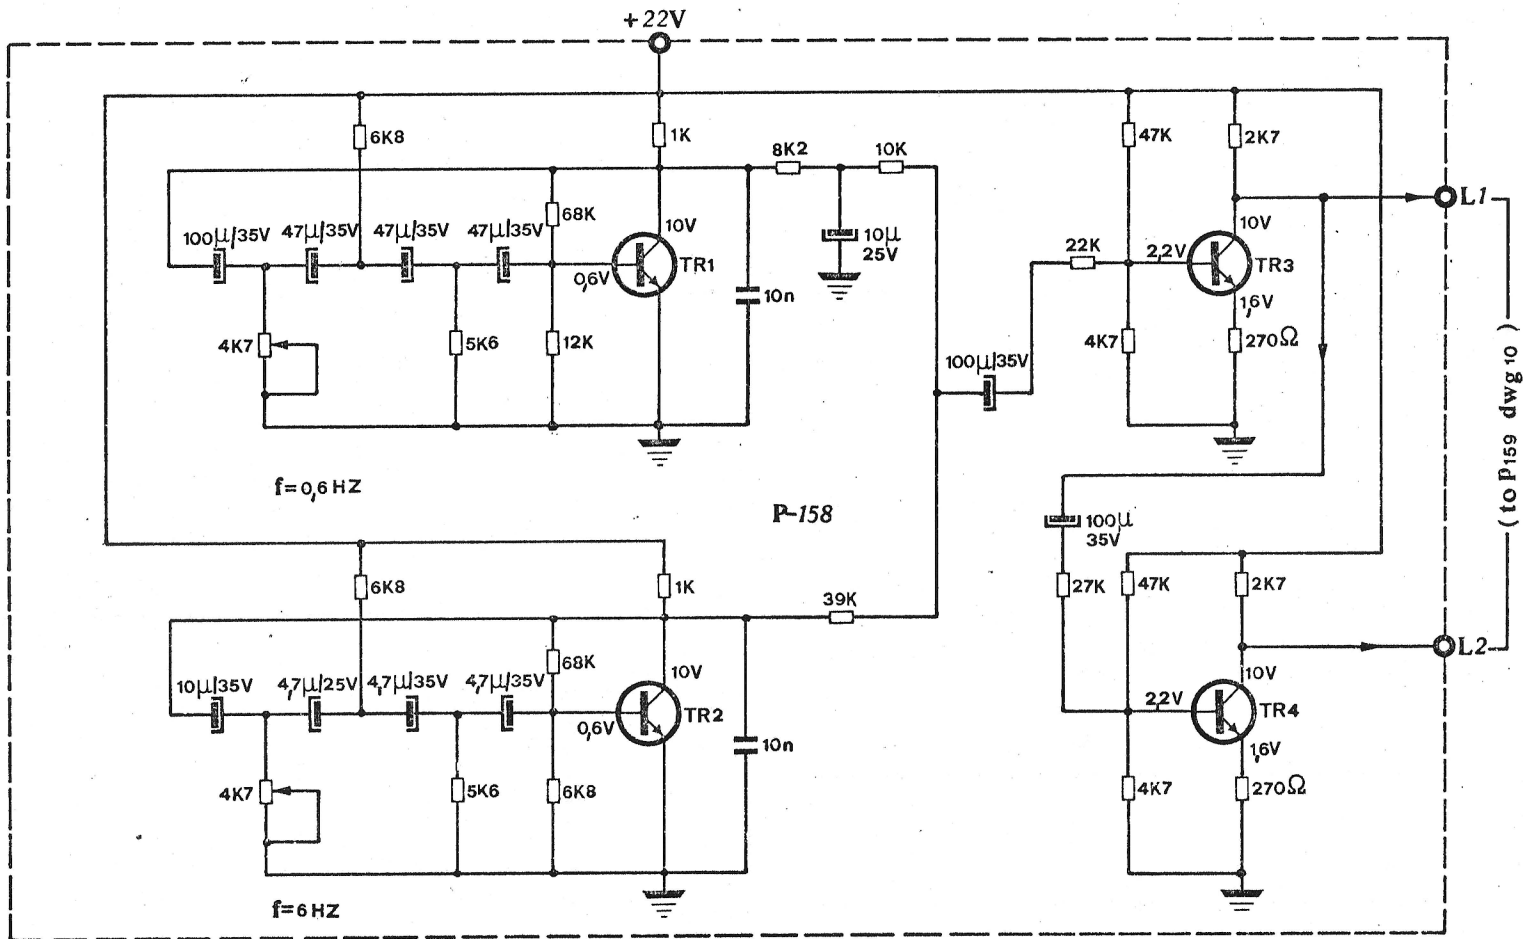 +22V
6K8
1K
47K
2K7
8K2
10K
100µ/35V
47µ/35V
47µ/35V
47µ/35V
68K
10V
TR1
0,6V
10µ
25V
22K
2,2V
10V
TR3
1,6V
L1
4K7
5K6
12K
10n
100µ/35V
4K7
270Ω
f=0,6 HZ
P-158
(to P159 dwg 10)
100µ
35V
6K8
1K
39K
27K
47K
2K7
10µ/35V
4,7µ/25V
4,7µ/35V
4,7µ/35V
68K
10V
TR2
0,6V
2,2V
10V
TR4
1,6V
L2
4K7
5K6
6K8
10n
4K7
270Ω
f=6 HZ